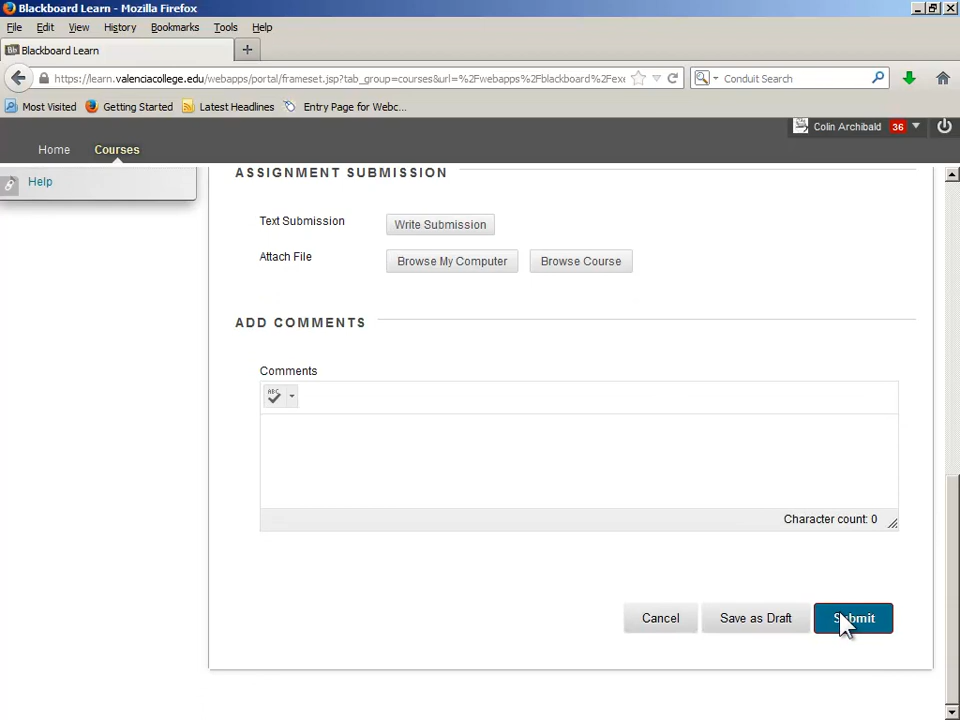 Blackboard Learn - Mozilla Firefox
File Edit View History Bookmarks Tools Help
Bb Blackboard Learn
https://learn.valenciacollege.edu/webapps/portal/frameset.jsp?tab_group=courses&url=%2Fwebapps%2Fblackboard%2Fexe Conduit Search
Most Visited Getting Started Latest Headlines Entry Page for Webc...
Colin Archibald 36
Home Courses
Help
ASSIGNMENT SUBMISSION
Text Submission Write Submission
Attach File Browse My Computer Browse Course
ADD COMMENTS
Comments
ABC
Character count: 0
Cancel Save as Draft Submit